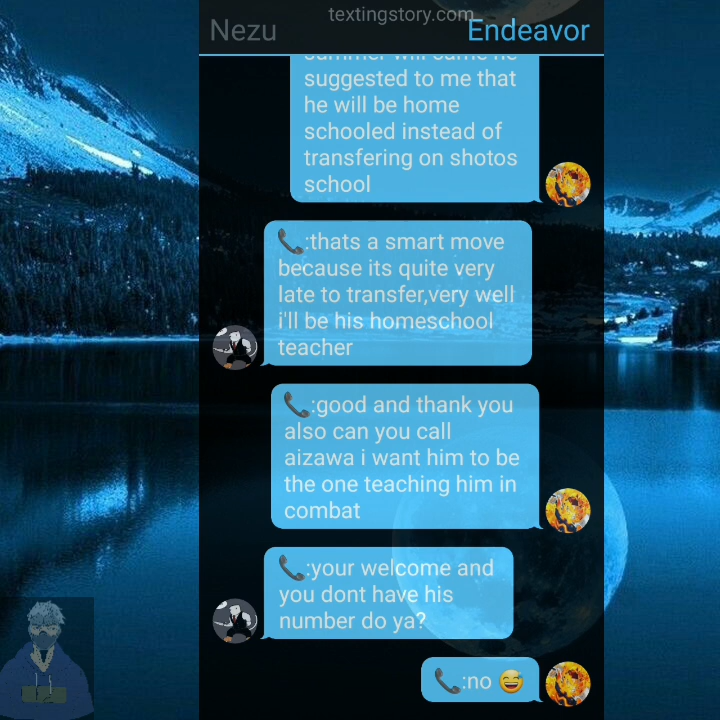 textingstory.com
Nezu
Endeavor
suggested to me that
he will be home
schooled instead of
transfering on shotos
school
📞:thats a smart move
because its quite very
late to transfer,very well
i'll be his homeschool
teacher
📞:good and thank you
also can you call
aizawa i want him to be
the one teaching him in
combat
📞:your welcome and
you dont have his
number do ya?
📞:no 😅